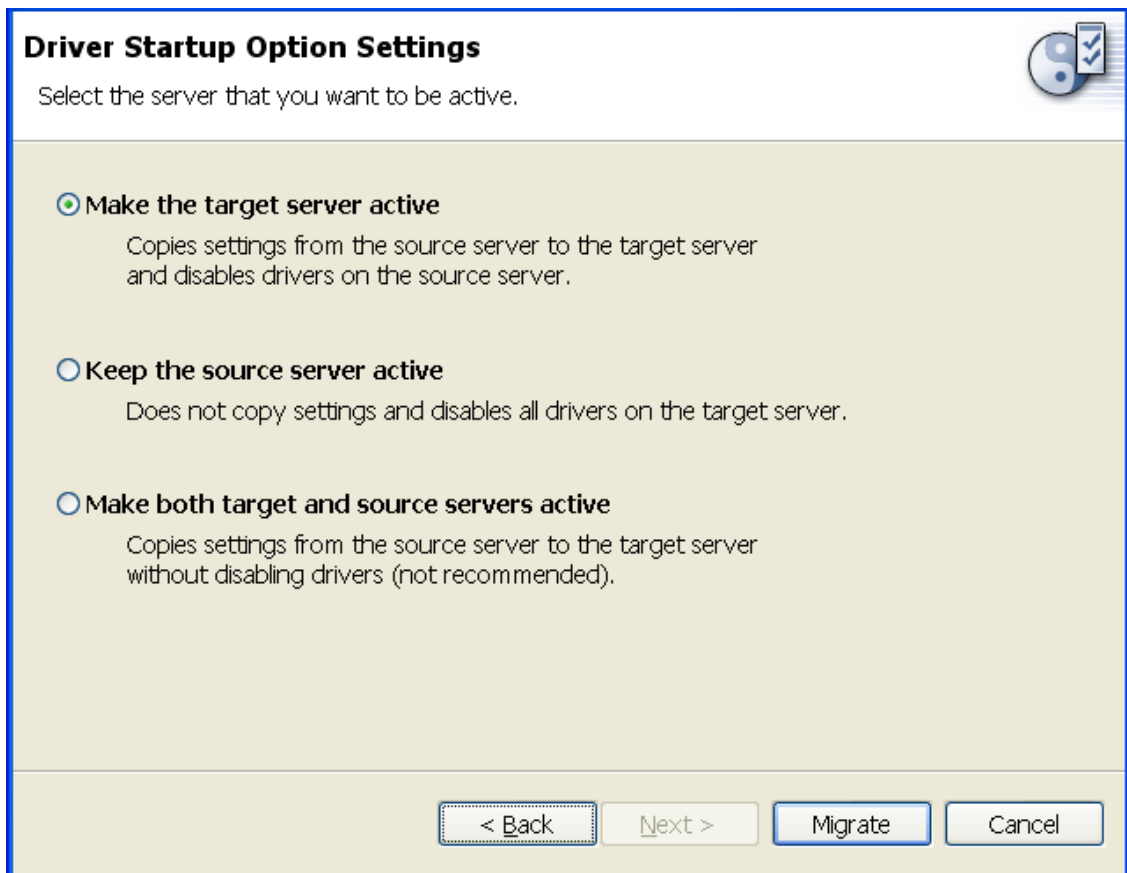 Driver Startup Option Settings
Select the server that you want to be active.
Make the target server active
Copies settings from the source server to the target server
and disables drivers on the source server.
Keep the source server active
Does not copy settings and disables all drivers on the target server.
Make both target and source servers active
Copies settings from the source server to the target server
without disabling drivers (not recommended).
< Back Next > Migrate Cancel